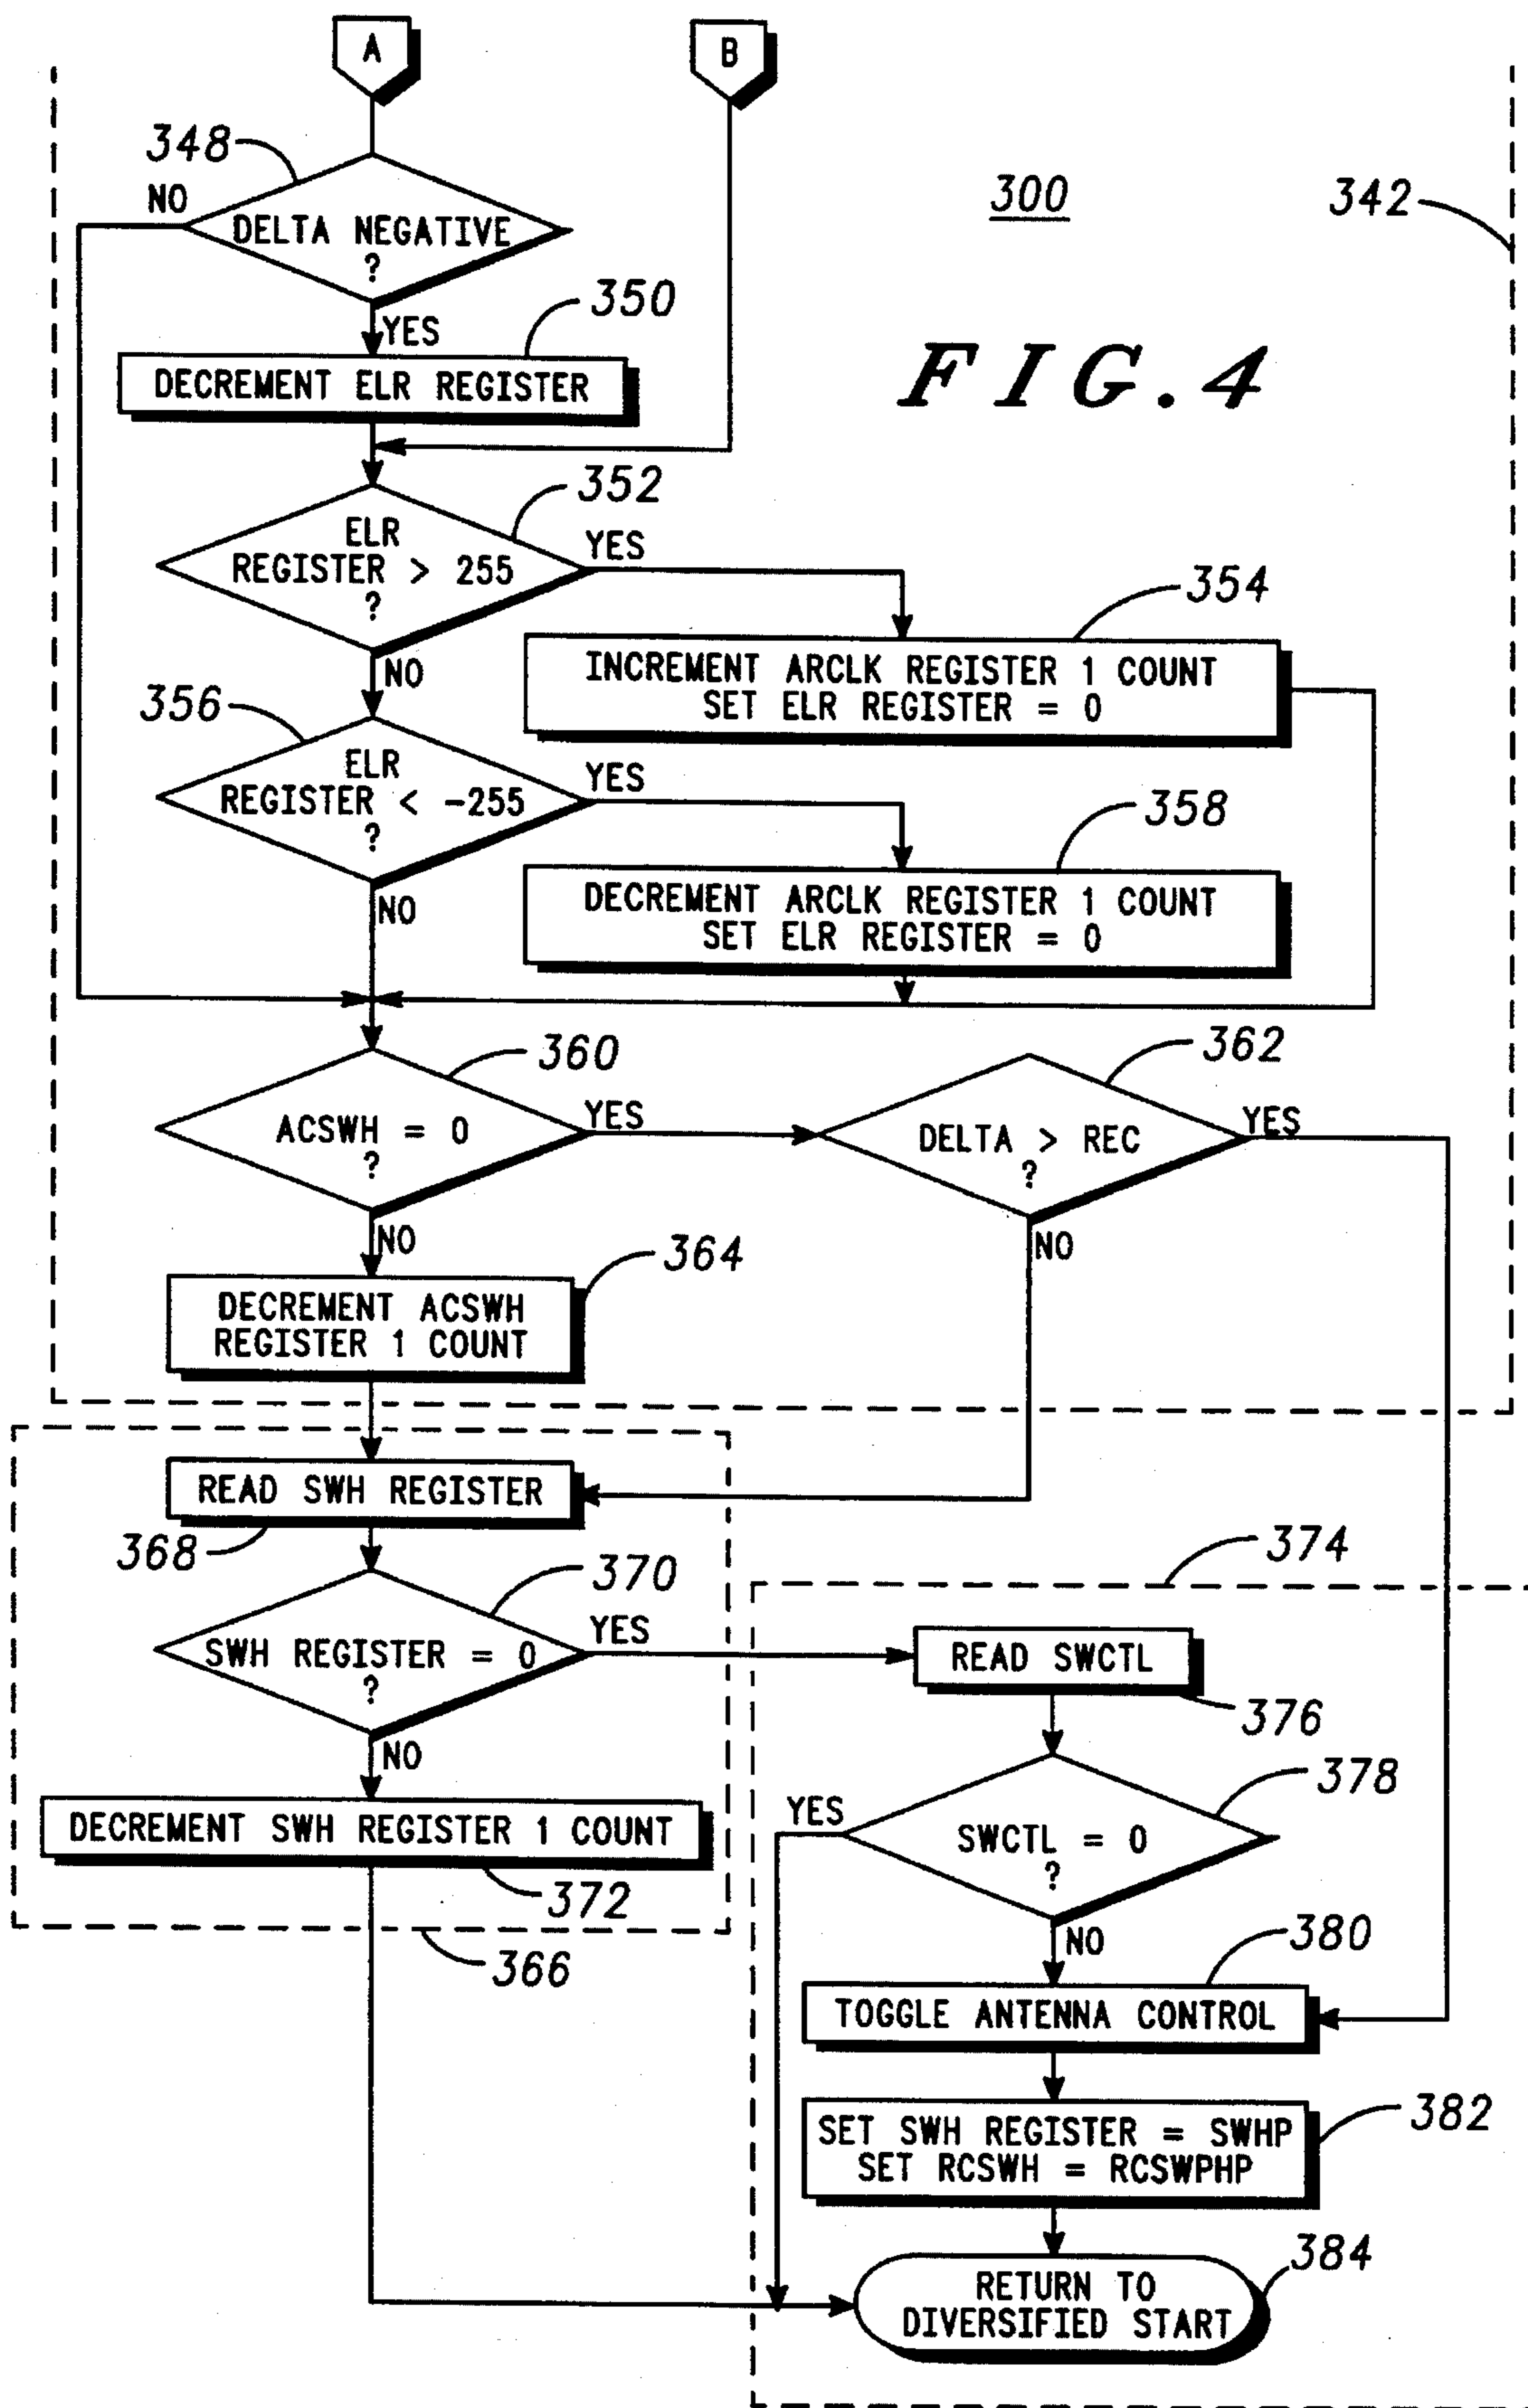 A
B
348
NO
300
342
DELTA NEGATIVE
?
350
YES
DECREMENT ELR REGISTER
FIG.4
352
ELR
REGISTER > 255
?
YES
354
NO
INCREMENT ARCLK REGISTER 1 COUNT
SET ELR REGISTER = 0
356
ELR
REGISTER < -255
?
YES
358
NO
DECREMENT ARCLK REGISTER 1 COUNT
SET ELR REGISTER = 0
360
362
ACSWH = 0
?
YES
DELTA > REC
?
YES
NO
NO
364
DECREMENT ACSWH
REGISTER 1 COUNT
READ SWH REGISTER
368
370
374
SWH REGISTER = 0
?
YES
READ SWCTL
376
NO
378
DECREMENT SWH REGISTER 1 COUNT
YES
SWCTL = 0
?
372
366
NO
380
TOGGLE ANTENNA CONTROL
382
SET SWH REGISTER = SWHP
SET RCSWH = RCSWPHP
384
RETURN TO
DIVERSIFIED START